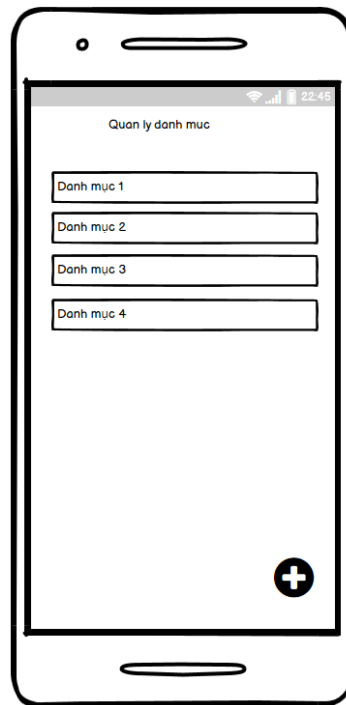 22:45
Quan ly danh muc
Danh mục 1
Danh mục 2
Danh mục 3
Danh mục 4